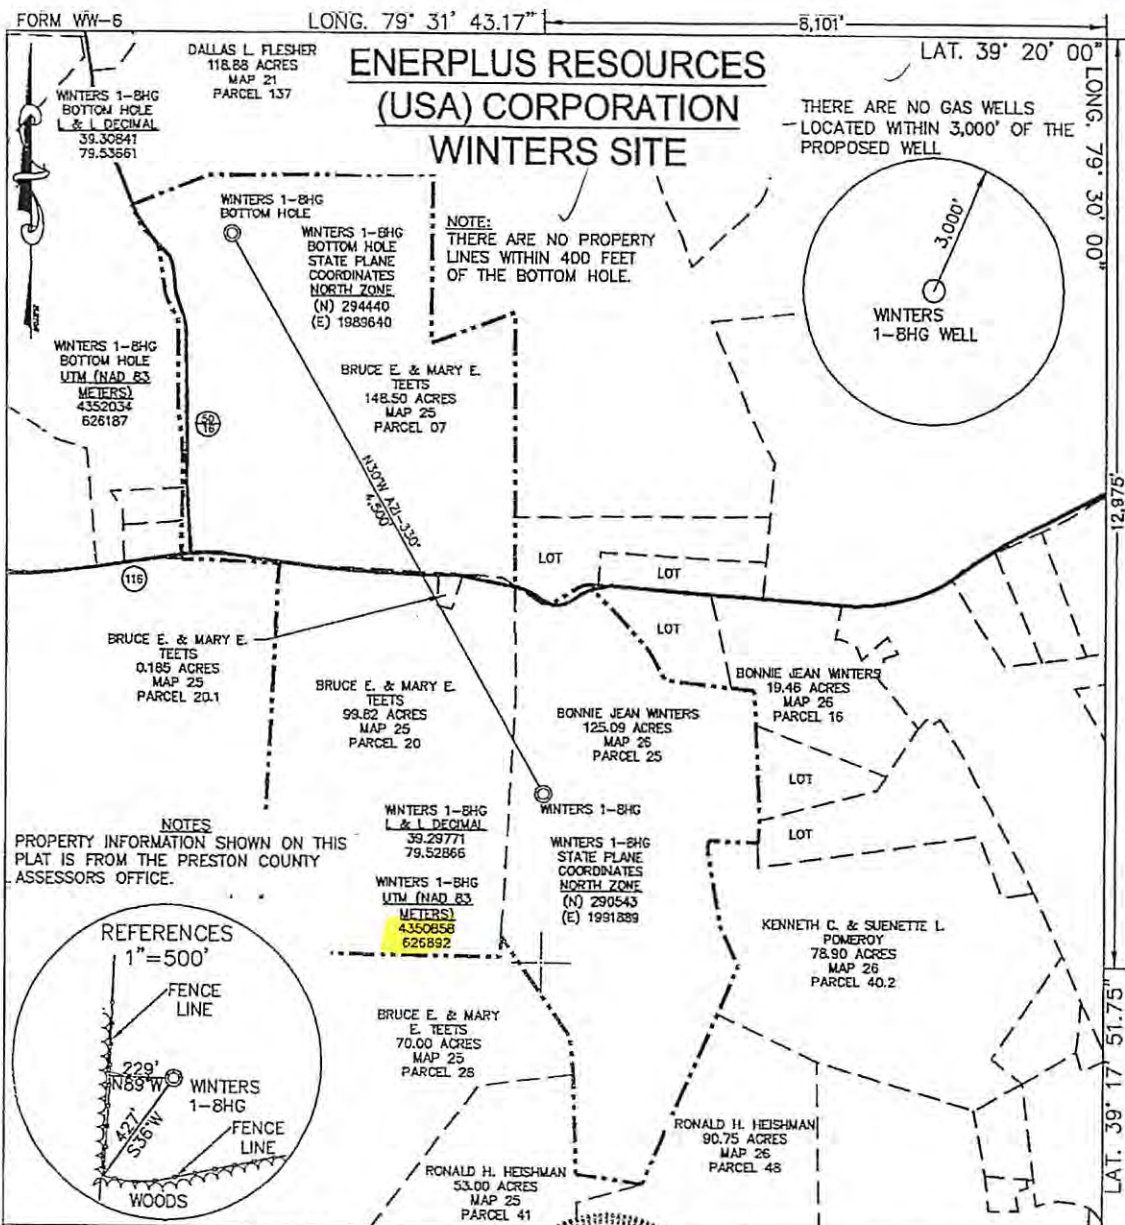 FORM WW-6
LONG. 79° 31' 43.17"
8,101'
LAT. 39° 20' 00"
LONG. 79° 30' 00"
ENERPLUS RESOURCES
(USA) CORPORATION
WINTERS SITE
DALLAS L. FLESHER
118.88 ACRES
MAP 21
PARCEL 137
WINTERS 1-8HG
BOTTOM HOLE
L & L DECIMAL
39.30841
79.53661
THERE ARE NO GAS WELLS
LOCATED WITHIN 3,000' OF THE
PROPOSED WELL
3,000'
WINTERS
1-8HG WELL
WINTERS 1-8HG
BOTTOM HOLE
WINTERS 1-8HG
BOTTOM HOLE
STATE PLANE
COORDINATES
NORTH ZONE
(N) 294440
(E) 1989640
NOTE:
THERE ARE NO PROPERTY
LINES WITHIN 400 FEET
OF THE BOTTOM HOLE.
WINTERS 1-8HG
BOTTOM HOLE
UTM (NAD 83
METERS)
4352034
626187
50
16
BRUCE E. & MARY E.
TEETS
148.50 ACRES
MAP 25
PARCEL 07
N30°W AZI-330°
4,500'
12,975'
LOT
LOT
LOT
116
BRUCE E. & MARY E.
TEETS
0.185 ACRES
MAP 25
PARCEL 20.1
BRUCE E. & MARY E.
TEETS
99.82 ACRES
MAP 25
PARCEL 20
BONNIE JEAN WINTERS
125.09 ACRES
MAP 26
PARCEL 25
BONNIE JEAN WINTERS
19.46 ACRES
MAP 26
PARCEL 16
LOT
LOT
WINTERS 1-8HG
NOTES
PROPERTY INFORMATION SHOWN ON THIS
PLAT IS FROM THE PRESTON COUNTY
ASSESSORS OFFICE.
WINTERS 1-8HG
L & L DECIMAL
39.29771
79.52866
WINTERS 1-8HG
UTM (NAD 83
METERS)
4350858
626892
WINTERS 1-8HG
STATE PLANE
COORDINATES
NORTH ZONE
(N) 290543
(E) 1991889
KENNETH C. & SUENETTE L
POMEROY
78.90 ACRES
MAP 26
PARCEL 40.2
REFERENCES
1"=500'
FENCE
LINE
229'
N89°W
WINTERS
1-8HG
427'
S36°W
FENCE
LINE
WOODS
BRUCE E. & MARY
E. TEETS
70.00 ACRES
MAP 25
PARCEL 28
RONALD H. HEISHMAN
53.00 ACRES
MAP 25
PARCEL 41
RONALD H. HEISHMAN
90.75 ACRES
MAP 26
PARCEL 48
LAT. 39° 17' 51.75"